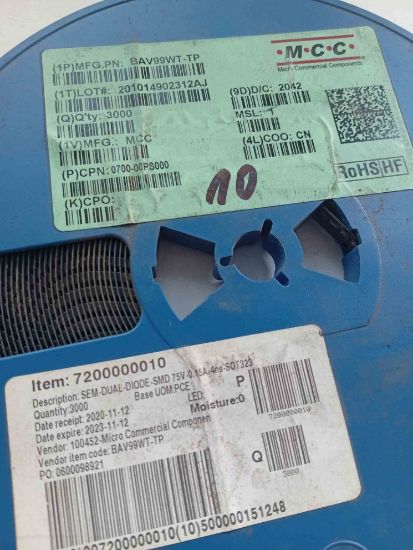 (1P)MFG.PN: BAV99WT-TP
·M·C·C·
Micro Commercial Components
(1T)LOT#: 201014902312AJ
(9D)D/C: 2042
(Q)Q'ty: 3000
MSL: 1
(1V)MFG.: MCC
(4L)COO: CN
(P)CPN: 0700-00PS000
RoHS HF
(K)CPO:
10
Item: 7200000010
Description: SEM-DUAL-DIODE-SMD 75V-0.15A-4ns-SOT323
Quantity:3000
Base UOM:PCE
LED:
P
Date receipt: 2020-11-12
Moisture:0
Date expire: 2023-11-12
7200000010
Vendor: 100452-Micro Commercial Componen
Vendor item code: BAV99WT-TP
PO: 0600098921
Q
3000
7200000010(10)500000151248